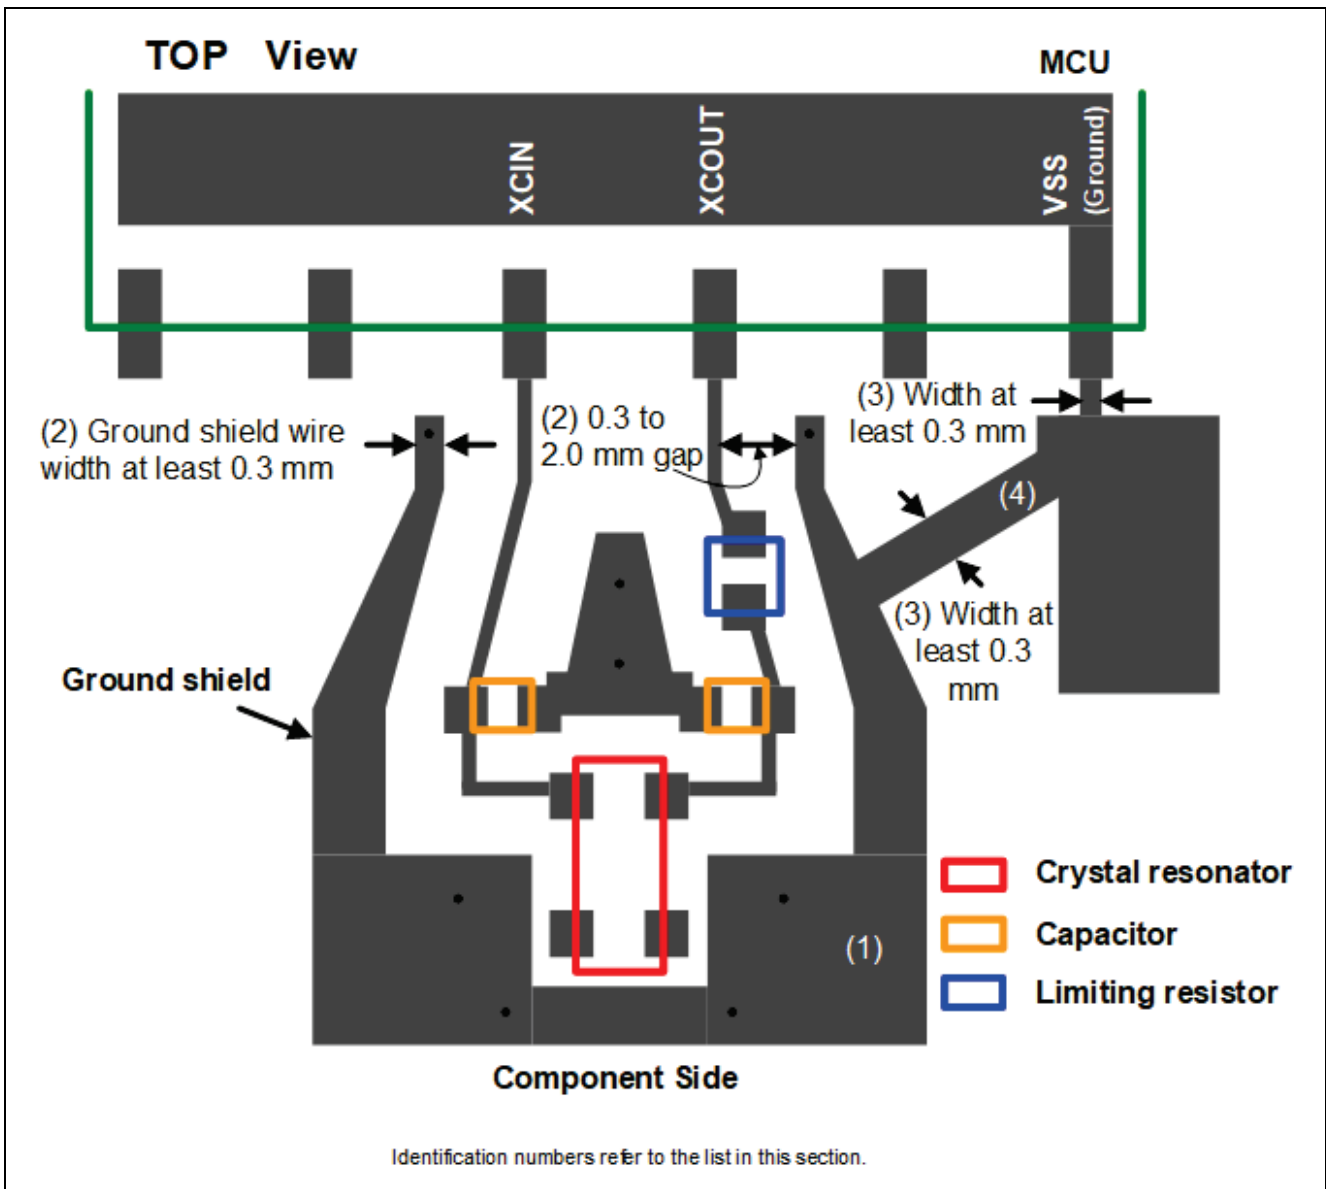 TOP View
MCU
XCIN
XCOUT
VSS
(Ground)
(2) Ground shield wire
width at least 0.3 mm
(2) 0.3 to
2.0 mm gap
(3) Width at
least 0.3 mm
(4)
(3) Width at
least 0.3
mm
Ground shield
(1)
Crystal resonator
Capacitor
Limiting resistor
Component Side
Identification numbers refer to the list in this section.